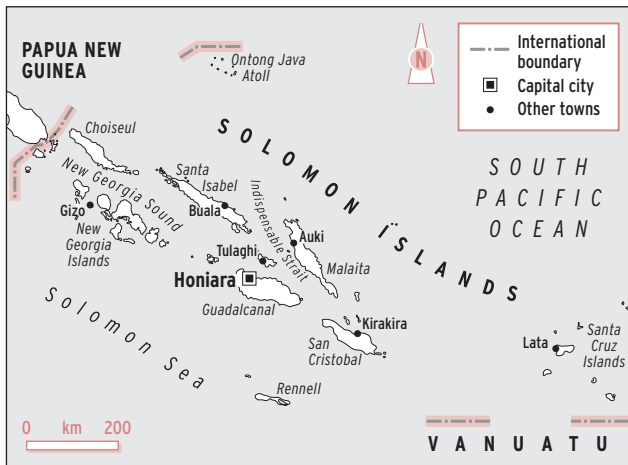 PAPUA NEW
GUINEA
Ontong Java
Atoll
N
International
boundary
Capital city
Other towns
Choiseul
SOLOMON ISLANDS
SOUTH
PACIFIC
OCEAN
New Georgia Sound
Santa
Isabel
Indispensable Strait
Gizo
Buala
New
Georgia
Islands
Auki
Tulaghi
Malaita
Honiara
Guadalcanal
Solomon Sea
Kirakira
San
Cristobal
Lata
Santa
Cruz
Islands
Rennell
0 km 200
VANUATU